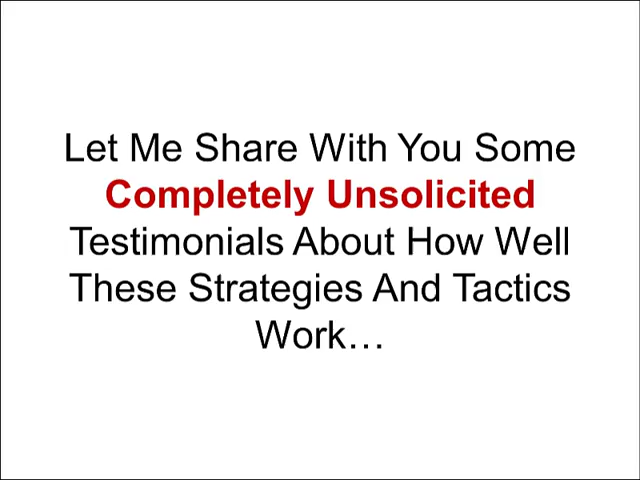 Let Me Share With You Some
Completely Unsolicited
Testimonials About How Well
These Strategies And Tactics
Work…